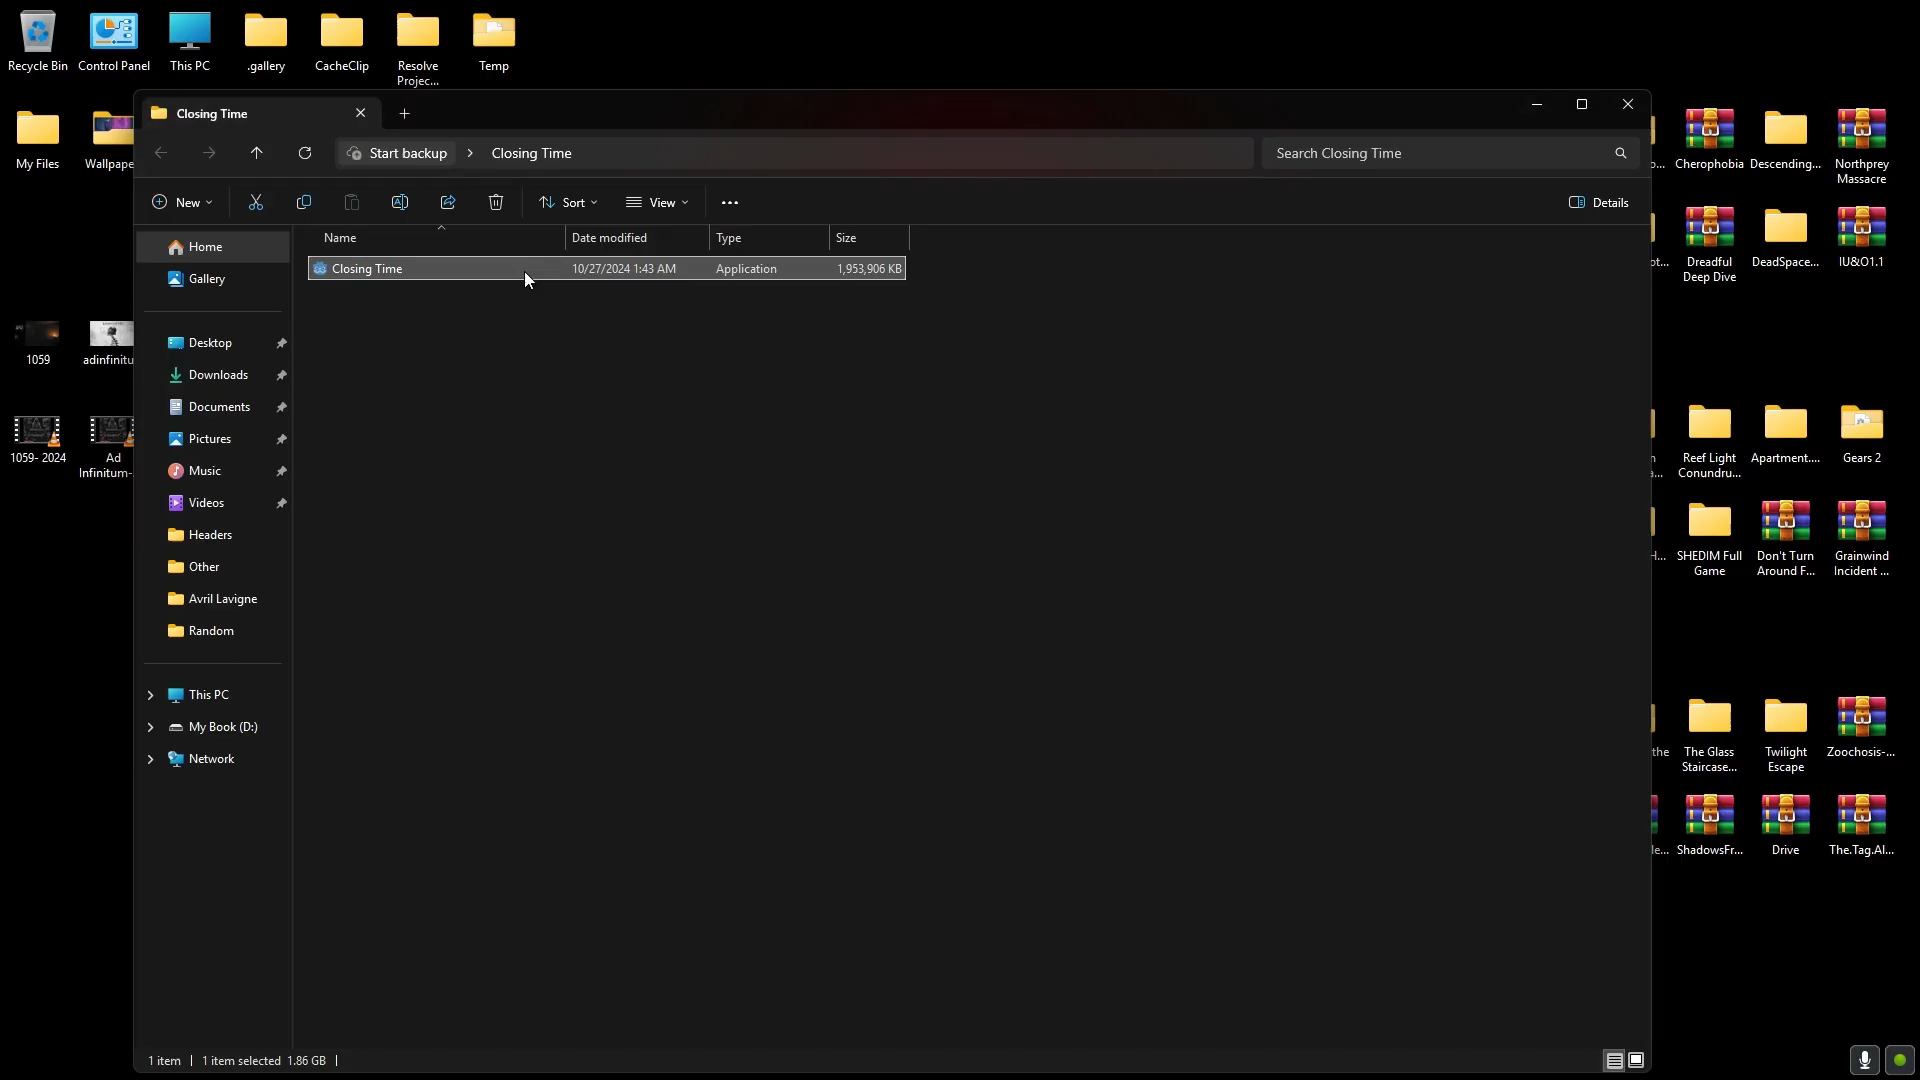 Recycle Bin
Control Panel
This PC
.gallery
CacheClip
Resolve
Projec...
Temp
My Files
Wallpape
1059
adinfinitu
1059- 2024
Ad
Infinitum-
Closing Time
Start backup > Closing Time
Search Closing Time
New
Sort
View
Details
Name
Date modified
Type
Size
Closing Time
10/27/2024 1:43 AM
Application
1,953,906 KB
Home
Gallery
Desktop
Downloads
Documents
Pictures
Music
Videos
Headers
Other
Avril Lavigne
Random
This PC
My Book (D:)
Network
1 item
1 item selected 1.86 GB
Cherophobia
Descending...
Northprey
Massacre
Dreadful
Deep Dive
DeadSpace...
IU&O1.1
Reef Light
Conundru...
Apartment....
Gears 2
SHEDIM Full
Game
Don't Turn
Around F...
Grainwind
Incident ...
the
The Glass
Staircase...
Twilight
Escape
Zoochosis-...
ShadowsFr...
Drive
The.Tag.Al...